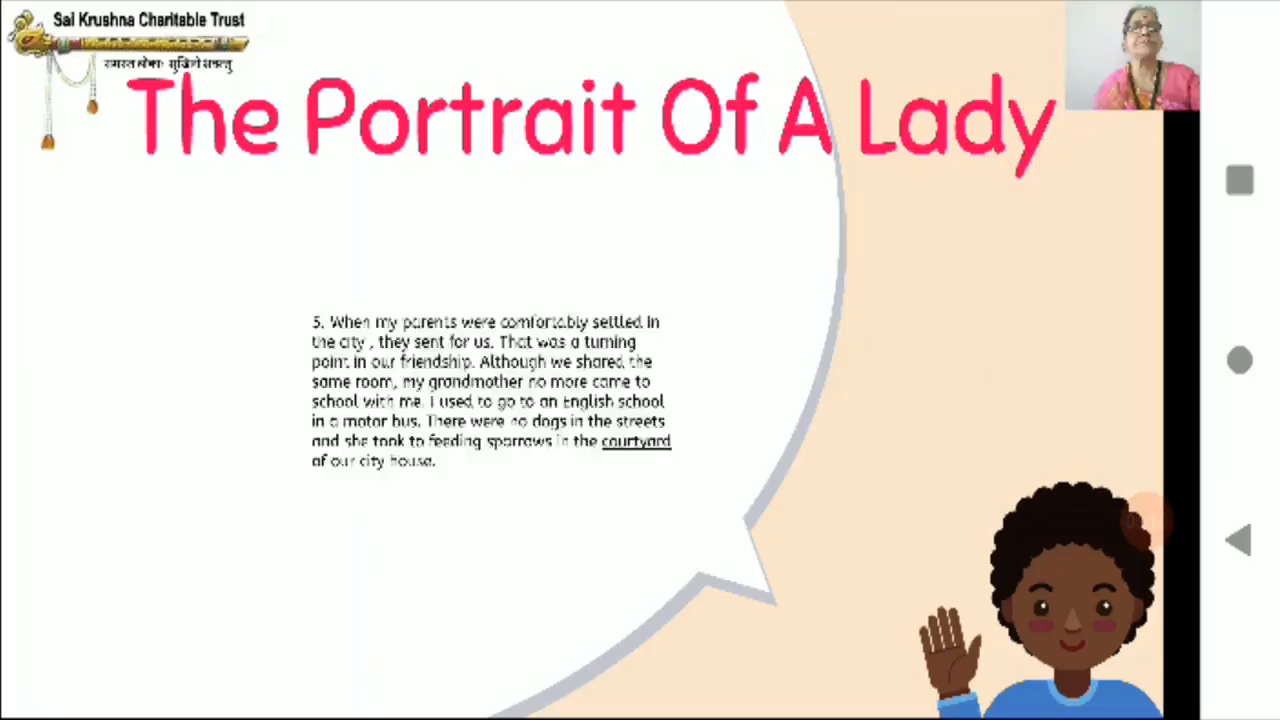 Sai Krushna Charitable Trust
समस्त लोकाः सुखिनो भवन्तु
The Portrait Of A Lady
5. When my parents were comfortably settled in
the city , they sent for us. That was a turning
point in our friendship. Although we shared the
same room, my grandmother no more came to
school with me. I used to go to an English school
in a motor bus. There were no dogs in the streets
and she took to feeding sparrows in the courtyard
of our city house.